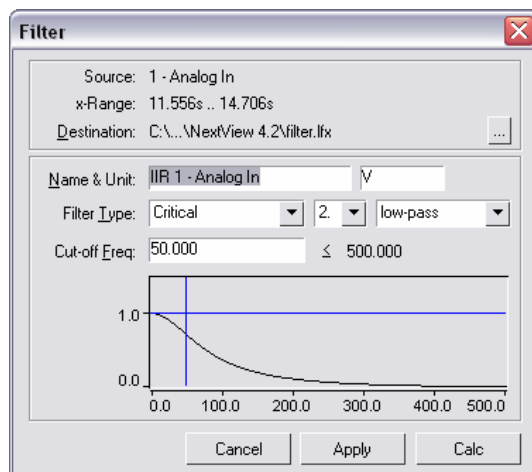 Filter
Source: 1 - Analog In
x-Range: 11.556s .. 14.706s
Destination: C:\...\NextView 4.2\filter.lfx ...
Name & Unit: IIR 1 - Analog In V
Filter Type: Critical 2. low-pass
Cut-off Freq: 50.000 ≤ 500.000
1.0
0.0
0.0 100.0 200.0 300.0 400.0 500.0
Cancel Apply Calc